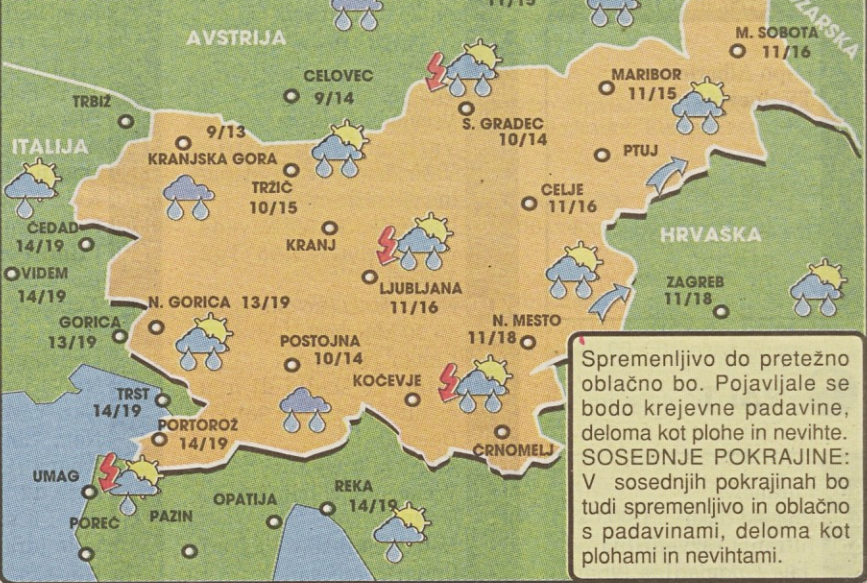 11/15
AVSTRIJA
M. SOBOTA
11/16
CELOVEC
9/14
MARIBOR
11/15
TRBIŽ
9/13
S. GRADEC
10/14
ITALIJA
KRANJSKA GORA
PTUJ
TRŽIČ
10/15
CELJE
11/16
ČEDAD
14/19
KRANJ
HRVAŠKA
VIDEM
14/19
LJUBLJANA
11/16
ZAGREB
11/18
N. GORICA 13/19
GORICA
13/19
N. MESTO
11/18
POSTOJNA
10/14
KOČEVJE
TRST
14/19
PORTOROŽ
14/19
ČRNOMELJ
UMAG
OPATIJA
REKA
14/19
POREČ
PAZIN
Spremenljivo do pretežno
oblačno bo. Pojavljale se
bodo krejevne padavine,
deloma kot plohe in nevihte.
SOSEDNJE POKRAJINE:
V sosednjih pokrajinah bo
tudi spremenljivo in oblačno
s padavinami, deloma kot
plohami in nevihtami.